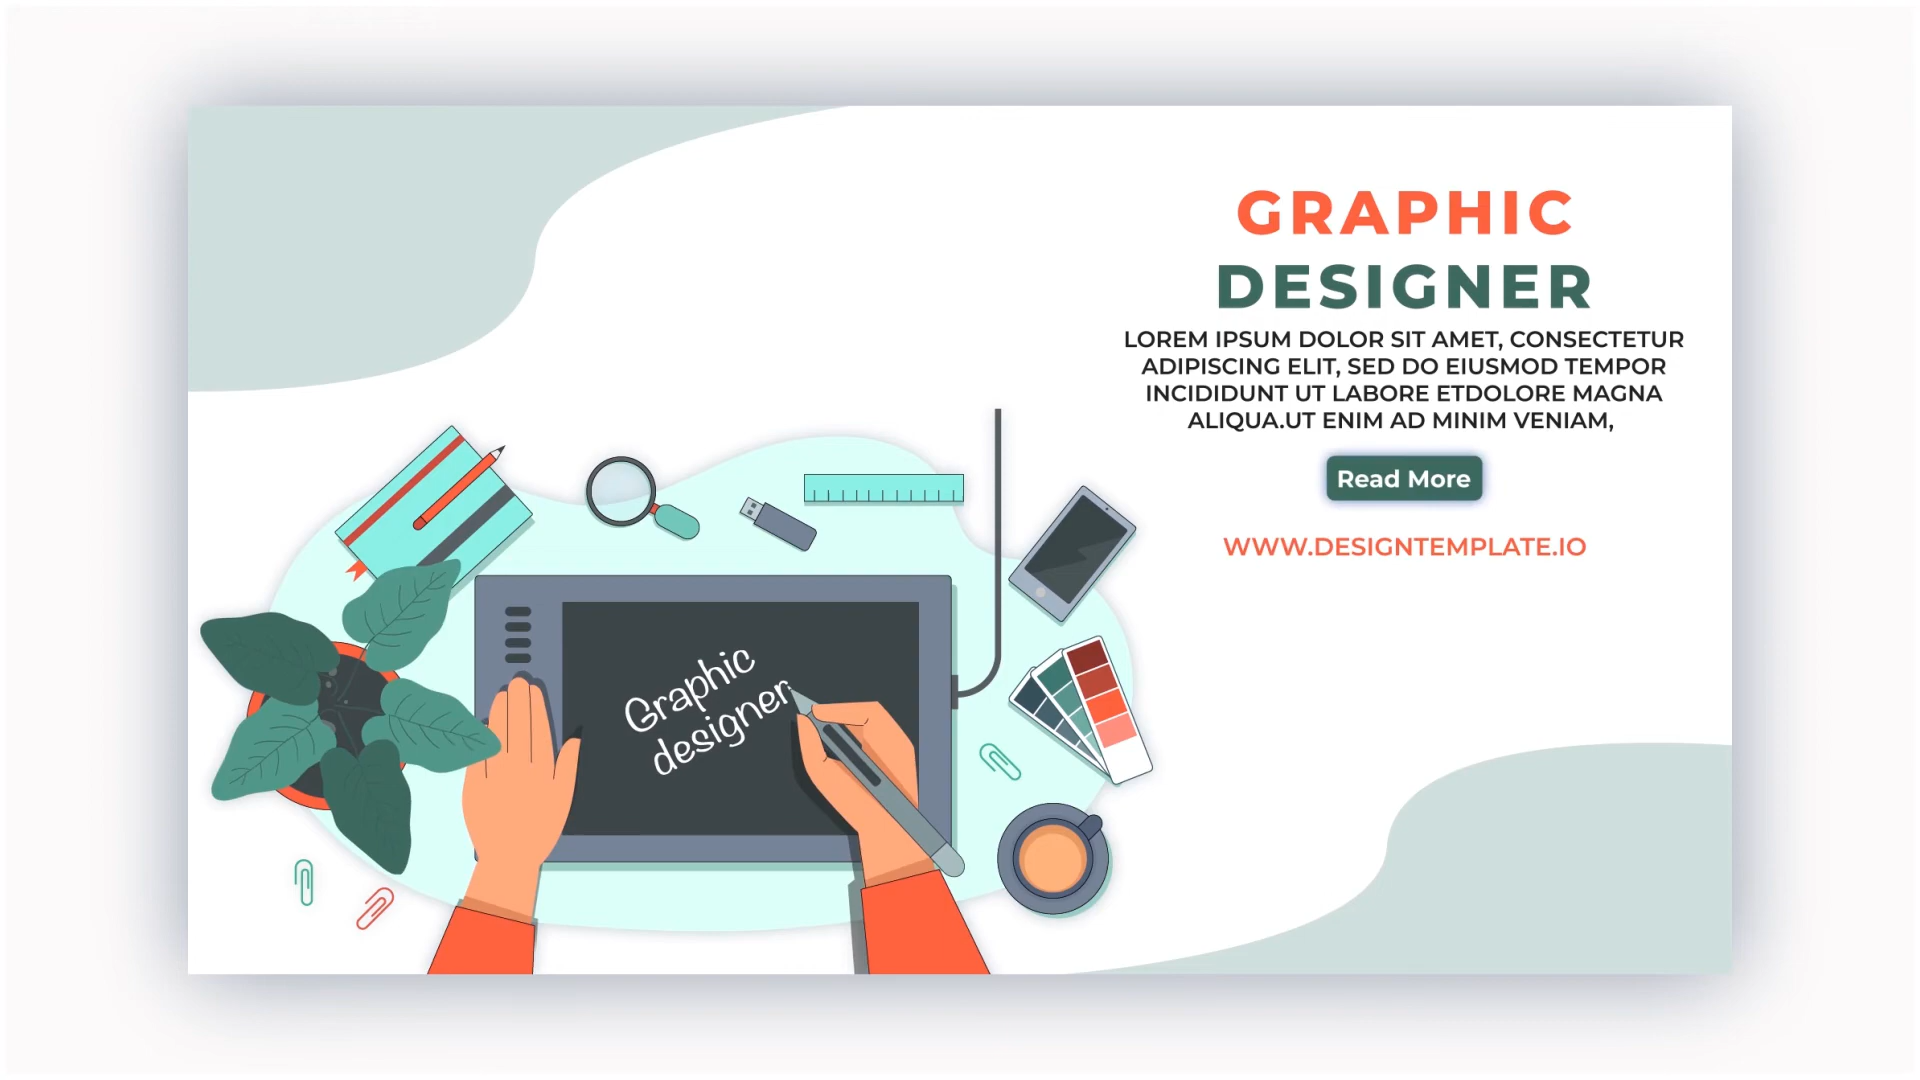 GRAPHIC
DESIGNER
LOREM IPSUM DOLOR SIT AMET, CONSECTETUR
ADIPISCING ELIT, SED DO EIUSMOD TEMPOR
INCIDIDUNT UT LABORE ETDOLORE MAGNA
ALIQUA.UT ENIM AD MINIM VENIAM,
Read More
WWW.DESIGNTEMPLATE.IO
Graphic
designer